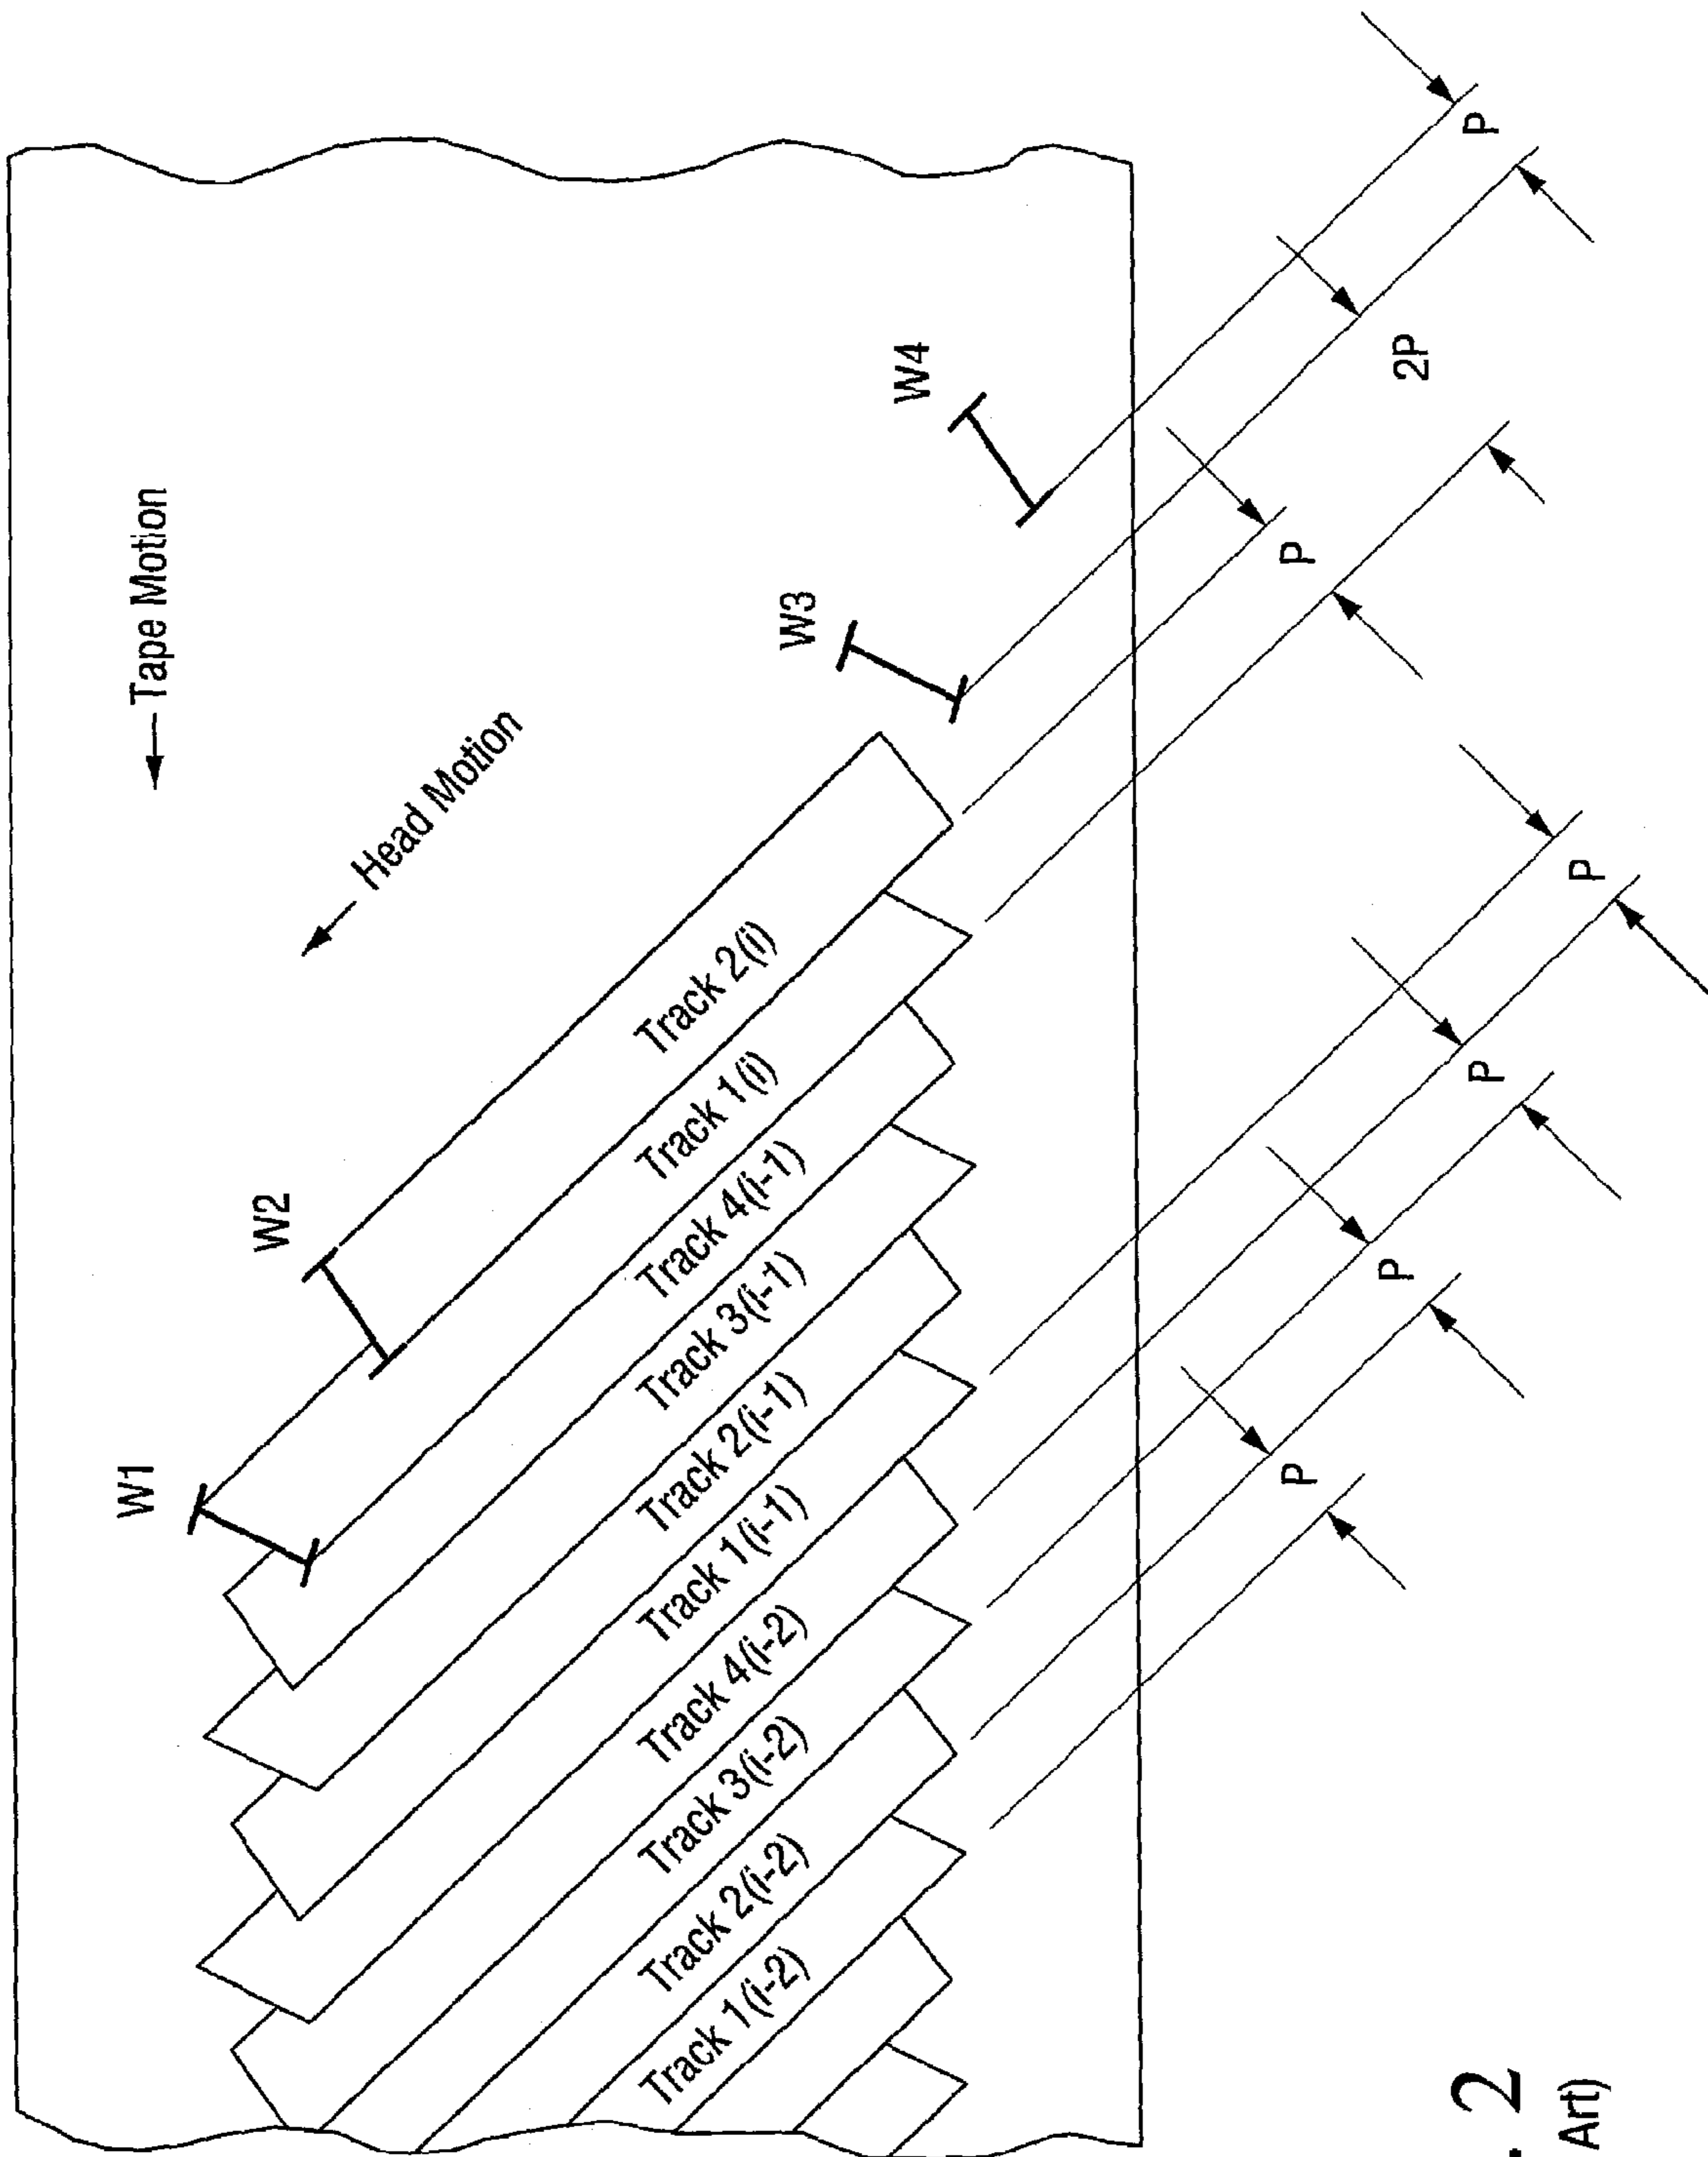 Tape Motion
Head Motion
W1
W2
W3
W4
Track 2(i)
Track 1(i)
Track 4(i-1)
Track 3(i-1)
Track 2(i-1)
Track 1(i-1)
Track 4(i-2)
Track 3(i-2)
Track 2(i-2)
Track 1(i-2)
P
2P
P
P
P
P
P
. 2
Art)